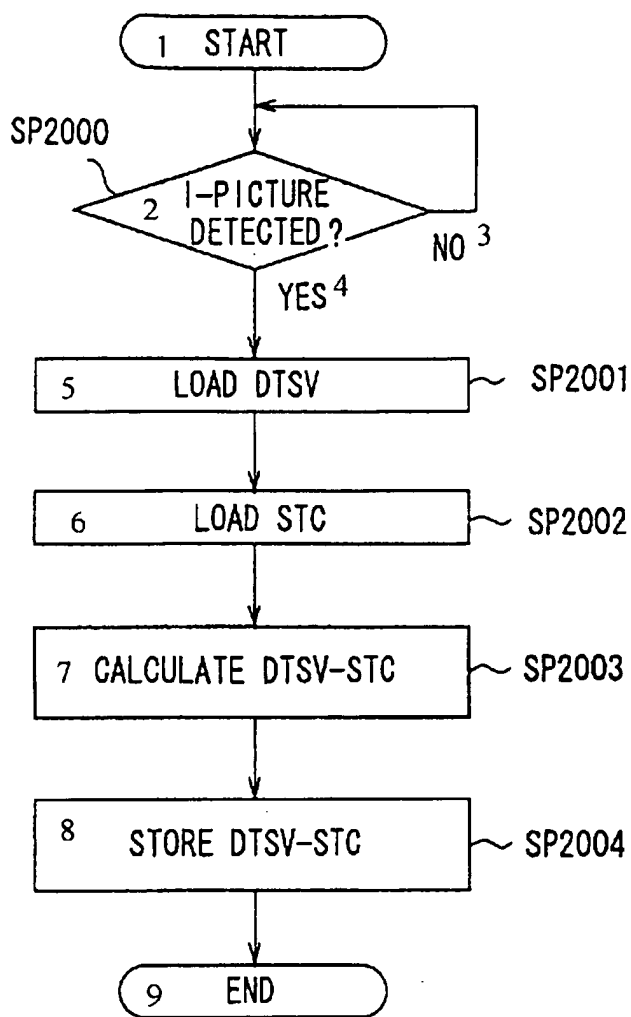 1 START
SP2000
2 I-PICTURE
DETECTED?
NO 3
YES 4
5 LOAD DTSV
SP2001
6 LOAD STC
SP2002
7 CALCULATE DTSV-STC
SP2003
8 STORE DTSV-STC
SP2004
9 END